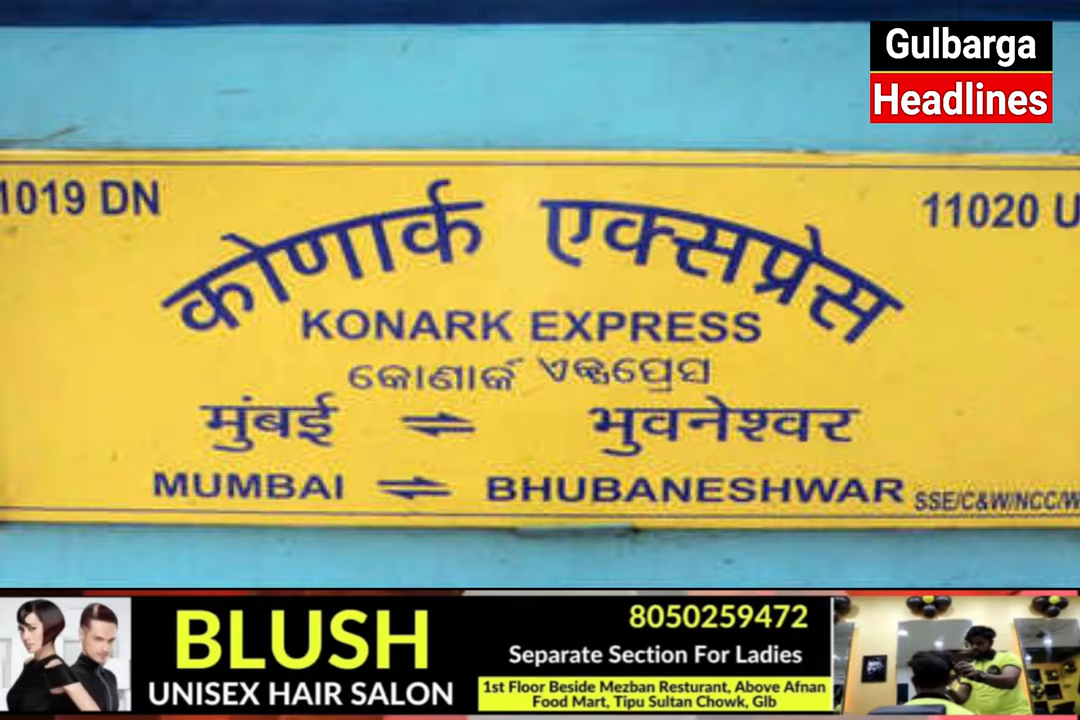 Gulbarga
Headlines
1019 DN
11020 U
कोणार्क एक्सप्रेस
KONARK EXPRESS
କୋଣାର୍କ ଏକ୍ସପ୍ରେସ
मुंबई ⇌ भुवनेश्वर
MUMBAI ⇌ BHUBANESHWAR
SSE/C&W/NCC/W
BLUSH
UNISEX HAIR SALON
8050259472
Separate Section For Ladies
1st Floor Beside Mezban Resturant, Above Afnan
Food Mart, Tipu Sultan Chowk, Glb